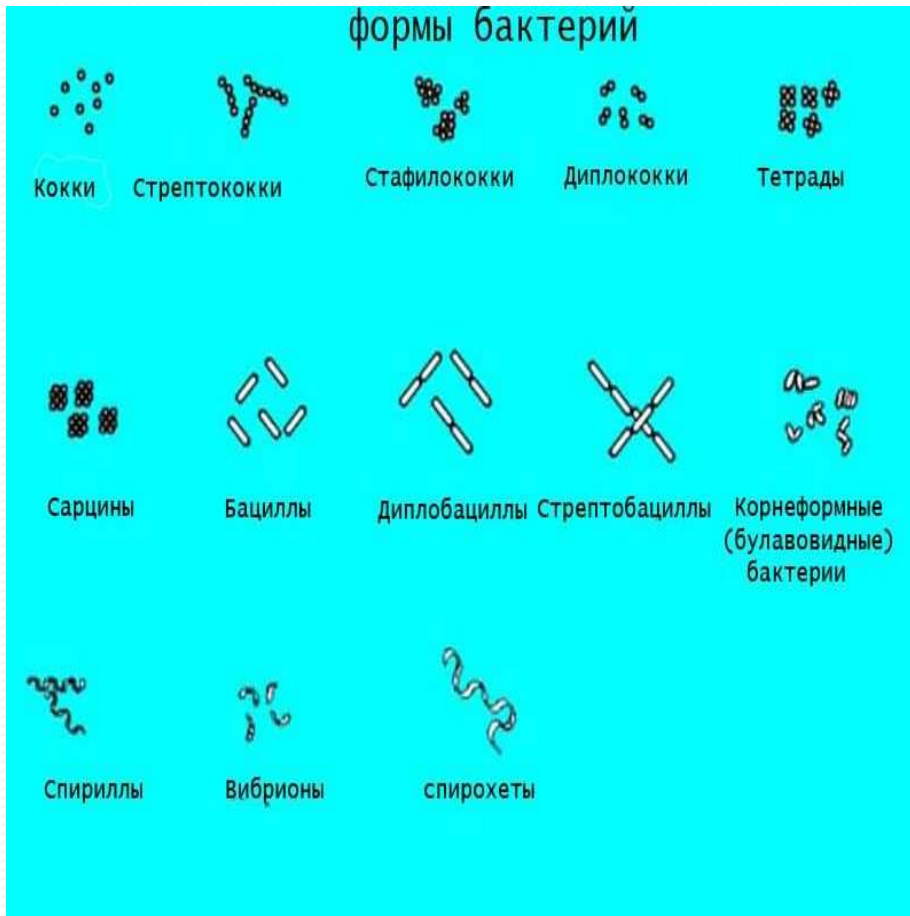 формы бактерий
Кокки
Стрептококки
Стафилококки
Диплококки
Тетрады
Сарцины
Бациллы
Диплобациллы
Стрептобациллы
Корнеформные
(булавовидные)
бактерии
Спириллы
Вибрионы
спирохеты